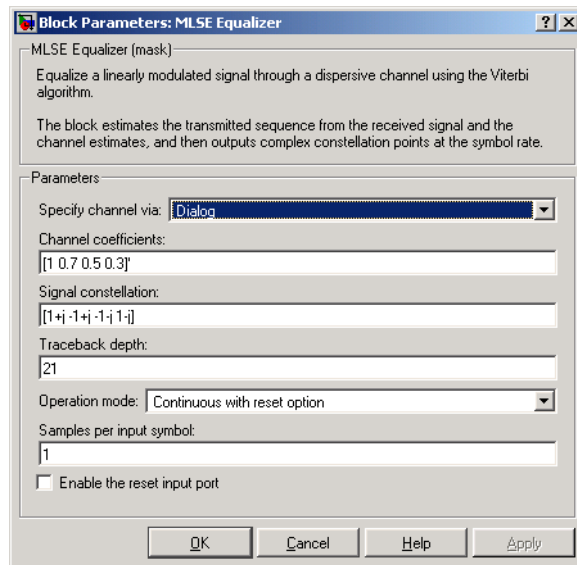 Block Parameters: MLSE Equalizer
MLSE Equalizer (mask)
Equalize a linearly modulated signal through a dispersive channel using the Viterbi
algorithm.
The block estimates the transmitted sequence from the received signal and the
channel estimates, and then outputs complex constellation points at the symbol rate.
Parameters
Specify channel via: Dialog
Channel coefficients:
[1 0.7 0.5 0.3]'
Signal constellation:
[1+j -1+j -1-j 1-j]
Traceback depth:
21
Operation mode: Continuous with reset option
Samples per input symbol:
1
Enable the reset input port
OK Cancel Help Apply